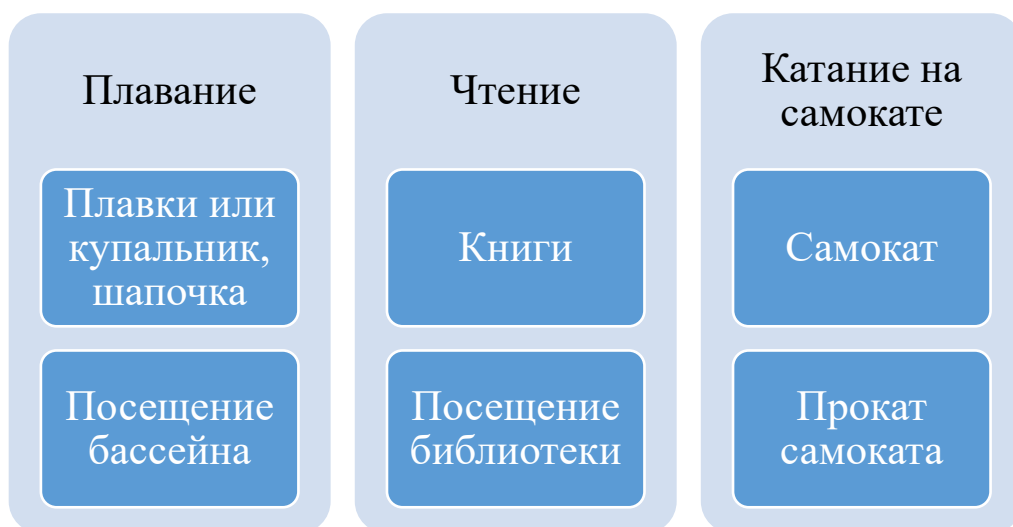 Плавание
Плавки или
купальник,
шапочка
Посещение
бассейна
Чтение
Книги
Посещение
библиотеки
Катание на
самокате
Самокат
Прокат
самоката